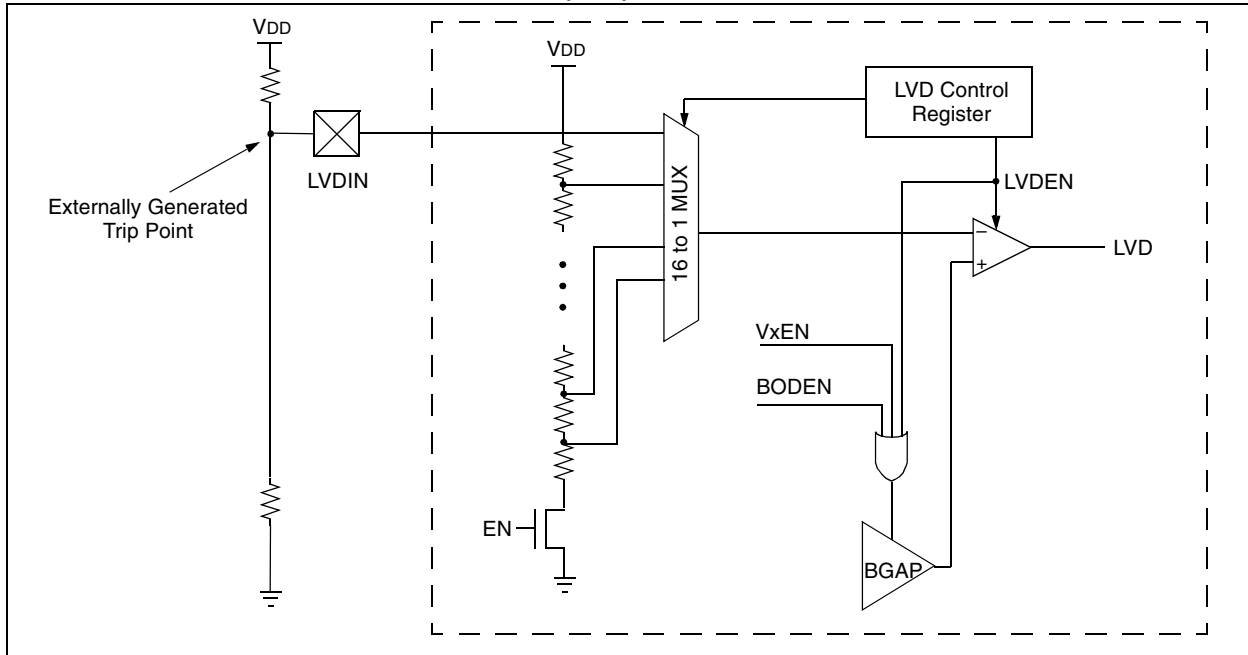 VDD
VDD
LVD Control
Register
LVDIN
LVDEN
Externally Generated
Trip Point
16 to 1 MUX
–
+
LVD
VxEN
BODEN
EN
BGAP